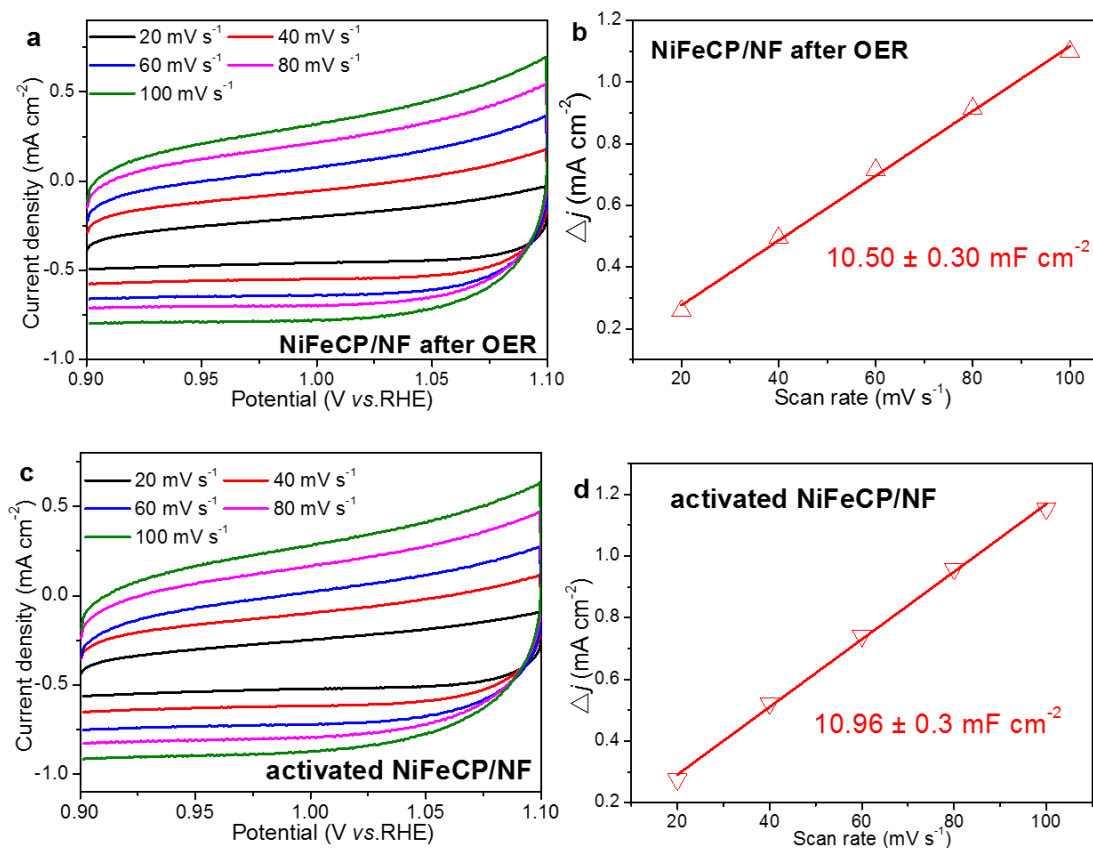 a
20 mV s⁻¹ 40 mV s⁻¹
60 mV s⁻¹ 80 mV s⁻¹
100 mV s⁻¹
0.5
0.0
-0.5
-1.0
Current density (mA cm⁻²)
NiFeCP/NF after OER
0.90 0.95 1.00 1.05 1.10
Potential (V vs.RHE)
b
NiFeCP/NF after OER
1.2
1.0
0.8
0.6
0.4
0.2
△j (mA cm⁻²)
10.50 ± 0.30 mF cm⁻²
20 40 60 80 100
Scan rate (mV s⁻¹)
c
20 mV s⁻¹ 40 mV s⁻¹
60 mV s⁻¹ 80 mV s⁻¹
100 mV s⁻¹
0.5
0.0
-0.5
-1.0
Current density (mA cm⁻²)
activated NiFeCP/NF
0.90 0.95 1.00 1.05 1.10
Potential (V vs.RHE)
d
activated NiFeCP/NF
1.2
1.0
0.8
0.6
0.4
0.2
△j (mA cm⁻²)
10.96 ± 0.3 mF cm⁻²
20 40 60 80 100
Scan rate (mV s⁻¹)